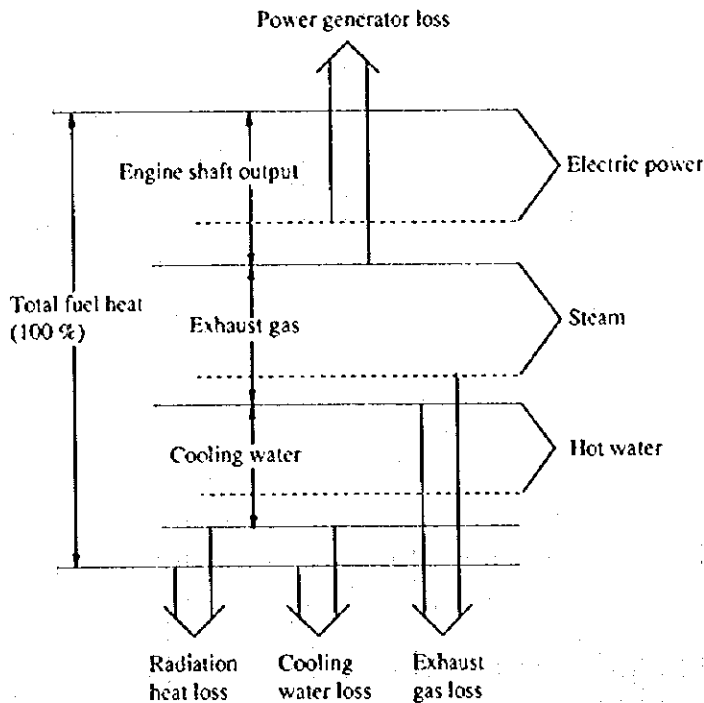 Power generator loss
Engine shaft output
Electric power
Total fuel heat
(100 %)
Exhaust gas
Steam
Cooling water
Hot water
Radiation
heat loss
Cooling
water loss
Exhaust
gas loss